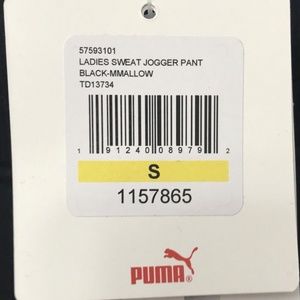 57593101
LADIES SWEAT JOGGER PANT
BLACK-MMALLOW
TD13734
1 91240 08979 2
S
1157865
PUMA